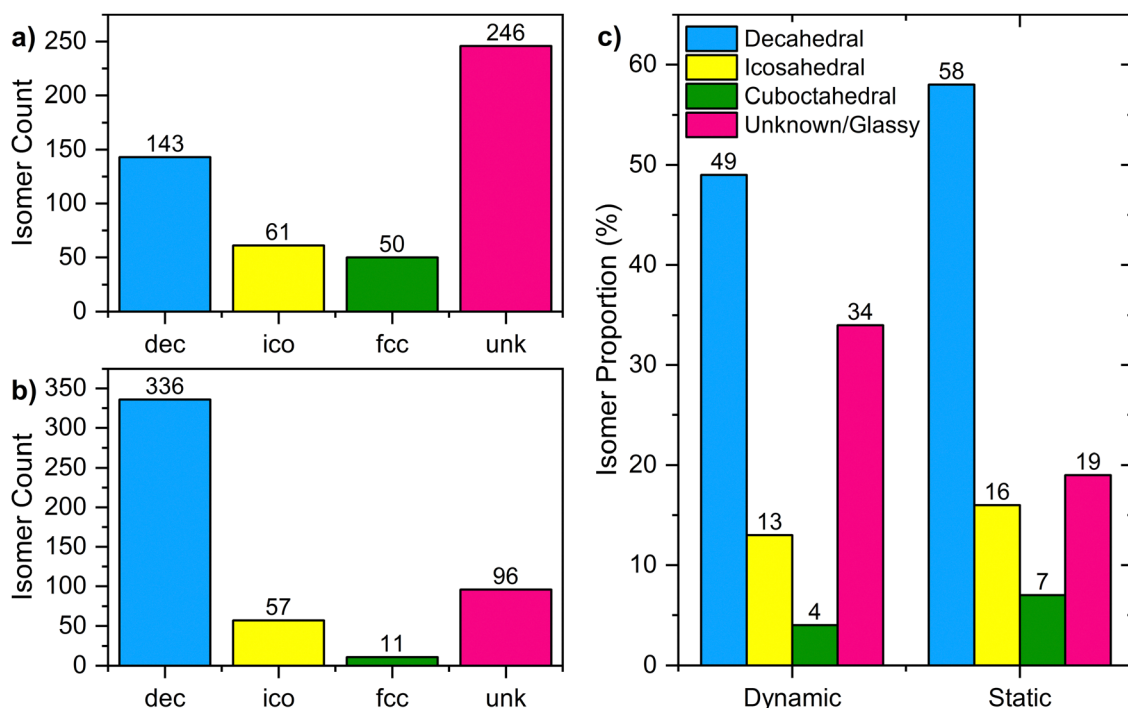 a)
Isomer Count
250
200
150
100
50
0
143
61
50
246
dec ico fcc unk
b)
Isomer Count
350
300
250
200
150
100
50
0
336
57
11
96
dec ico fcc unk
c)
Isomer Proportion (%)
60
50
40
30
20
10
0
Decahedral
Icosahedral
Cuboctahedral
Unknown/Glassy
49
13
4
34
58
16
7
19
Dynamic Static